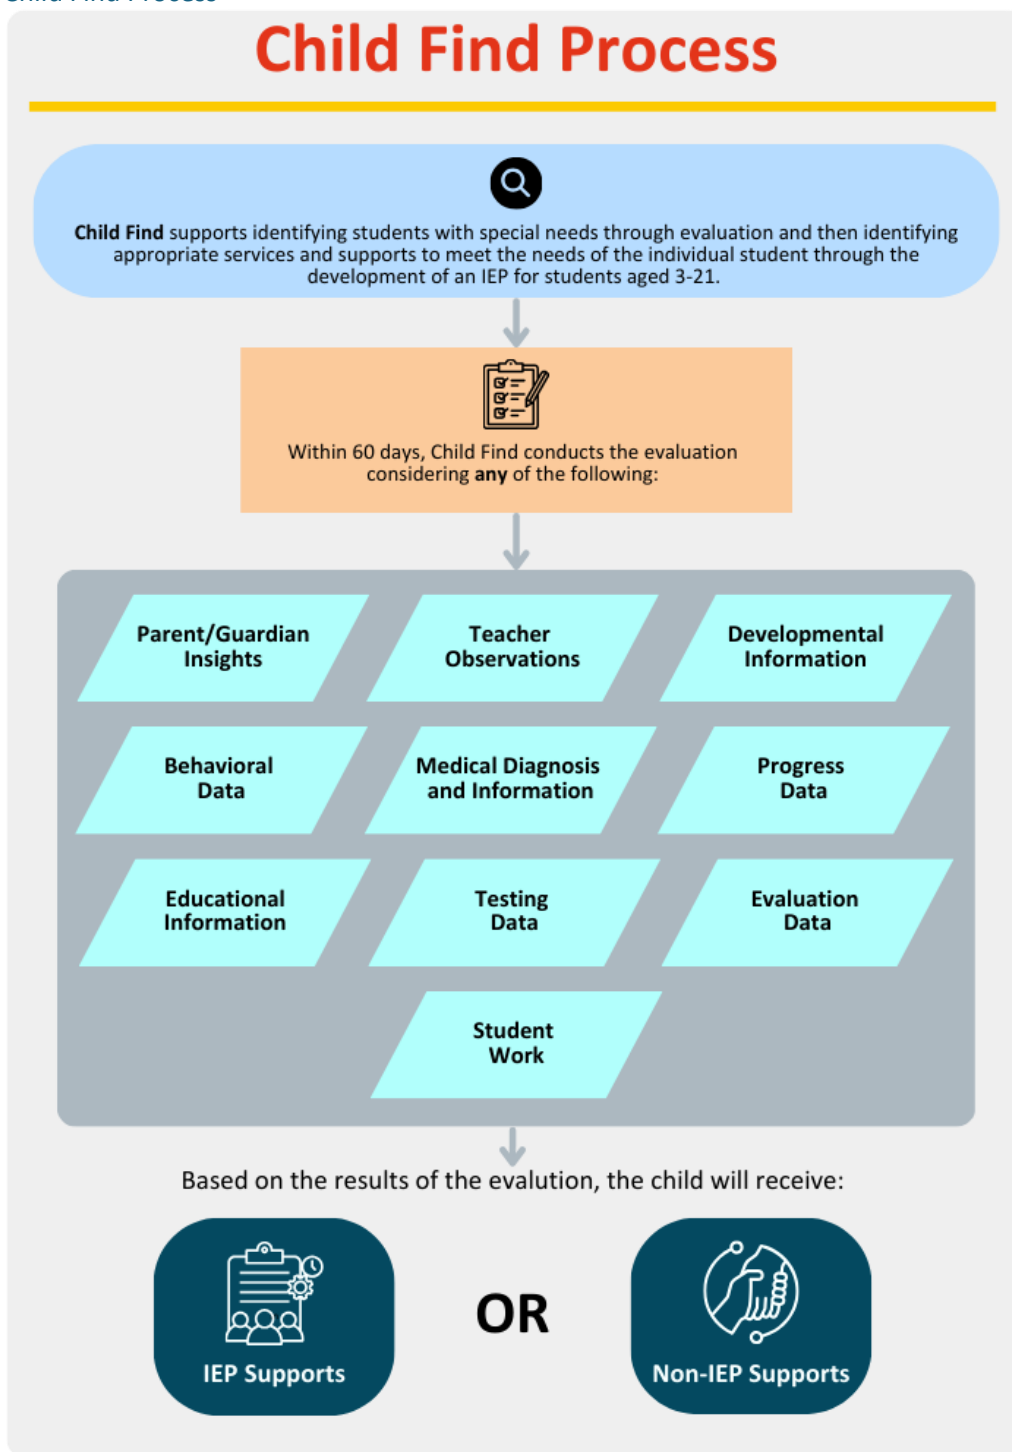 Child Find Process
Child Find Process
Child Find supports identifying students with special needs through evaluation and then identifying
appropriate services and supports to meet the needs of the individual student through the
development of an IEP for students aged 3-21.
Within 60 days, Child Find conducts the evaluation
considering any of the following:
Parent/Guardian
Insights
Teacher
Observations
Developmental
Information
Behavioral
Data
Medical Diagnosis
and Information
Progress
Data
Educational
Information
Testing
Data
Evaluation
Data
Student
Work
Based on the results of the evalution, the child will receive:
IEP Supports
OR
Non-IEP Supports